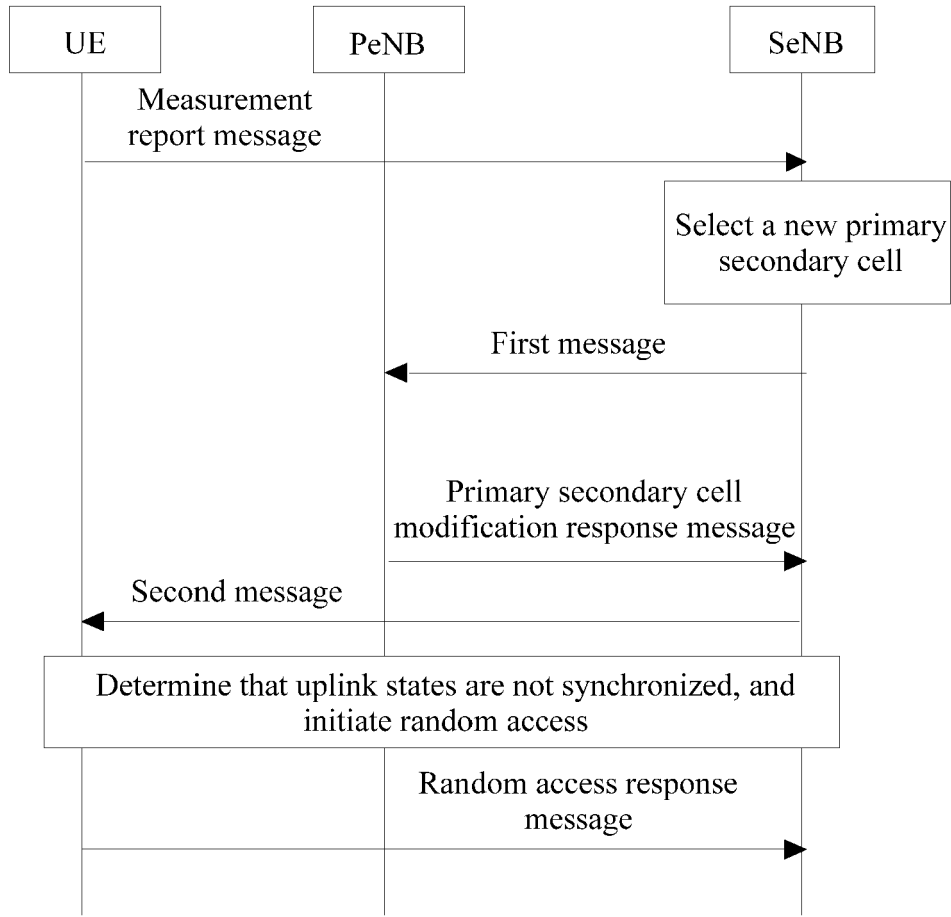 UE
PeNB
SeNB
Measurement
report message
Select a new primary
secondary cell
First message
Primary secondary cell
modification response message
Second message
Determine that uplink states are not synchronized, and
initiate random access
Random access response
message